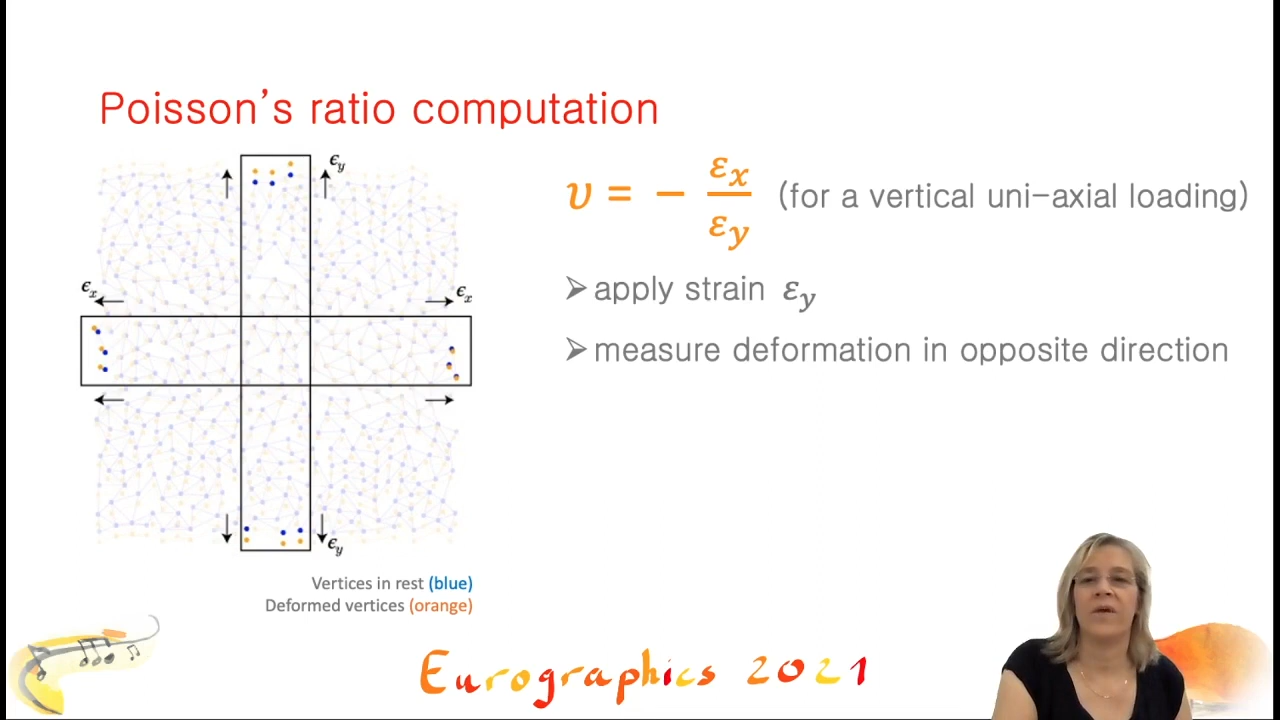 Poisson's ratio computation
ϵy
ϵx
ϵx
ϵy
Vertices in rest (blue)
Deformed vertices (orange)
υ = − εx/εy (for a vertical uni-axial loading)
➢ apply strain εy
➢ measure deformation in opposite direction
Eurographics 2021